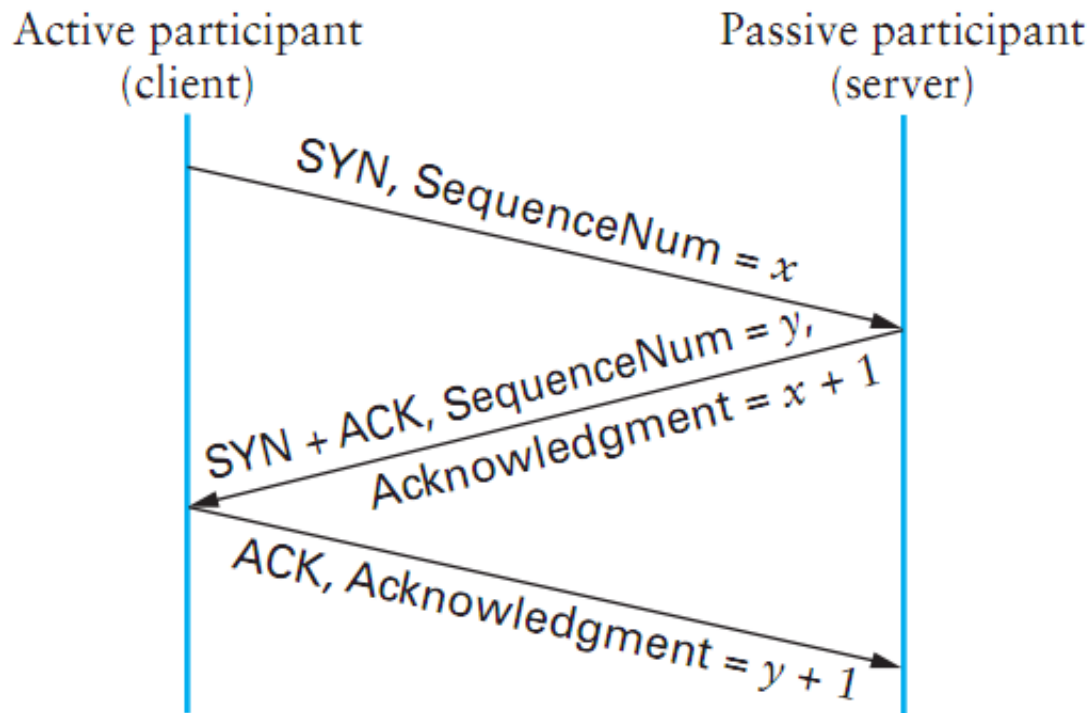 Active participant
(client)
Passive participant
(server)
SYN, SequenceNum = x
SYN + ACK, SequenceNum = y,
Acknowledgment = x + 1
ACK, Acknowledgment = y + 1